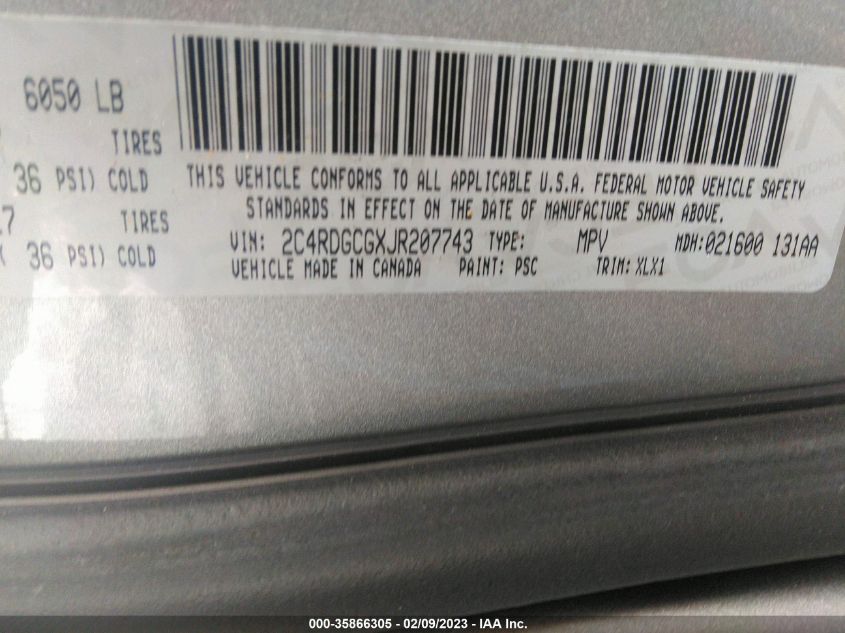 6050 LB
TIRES
36 PSI) COLD
TIRES
36 PSI) COLD
THIS VEHICLE CONFORMS TO ALL APPLICABLE U.S.A. FEDERAL MOTOR VEHICLE SAFETY
STANDARDS IN EFFECT ON THE DATE OF MANUFACTURE SHOWN ABOVE.
VIN: 2C4RDGCGXJR207743 TYPE: MPV MDH:021600 131AA
VEHICLE MADE IN CANADA PAINT: PSC TRIM: XLX1
000-35866305 - 02/09/2023 - IAA Inc.